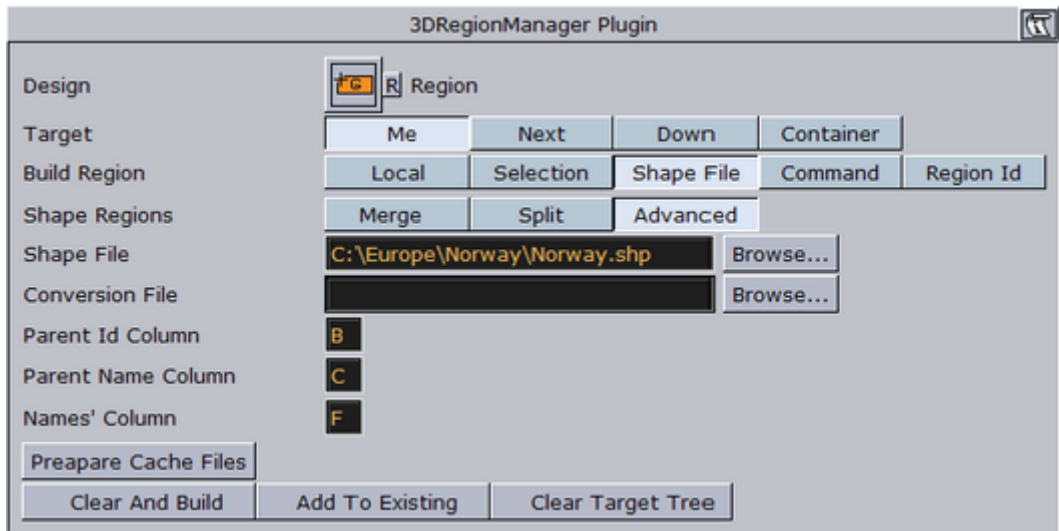 3DRegionManager Plugin
Design G R Region
Target Me Next Down Container
Build Region Local Selection Shape File Command Region Id
Shape Regions Merge Split Advanced
Shape File C:\Europe\Norway\Norway.shp Browse...
Conversion File Browse...
Parent Id Column B
Parent Name Column C
Names' Column F
Preapare Cache Files
Clear And Build Add To Existing Clear Target Tree